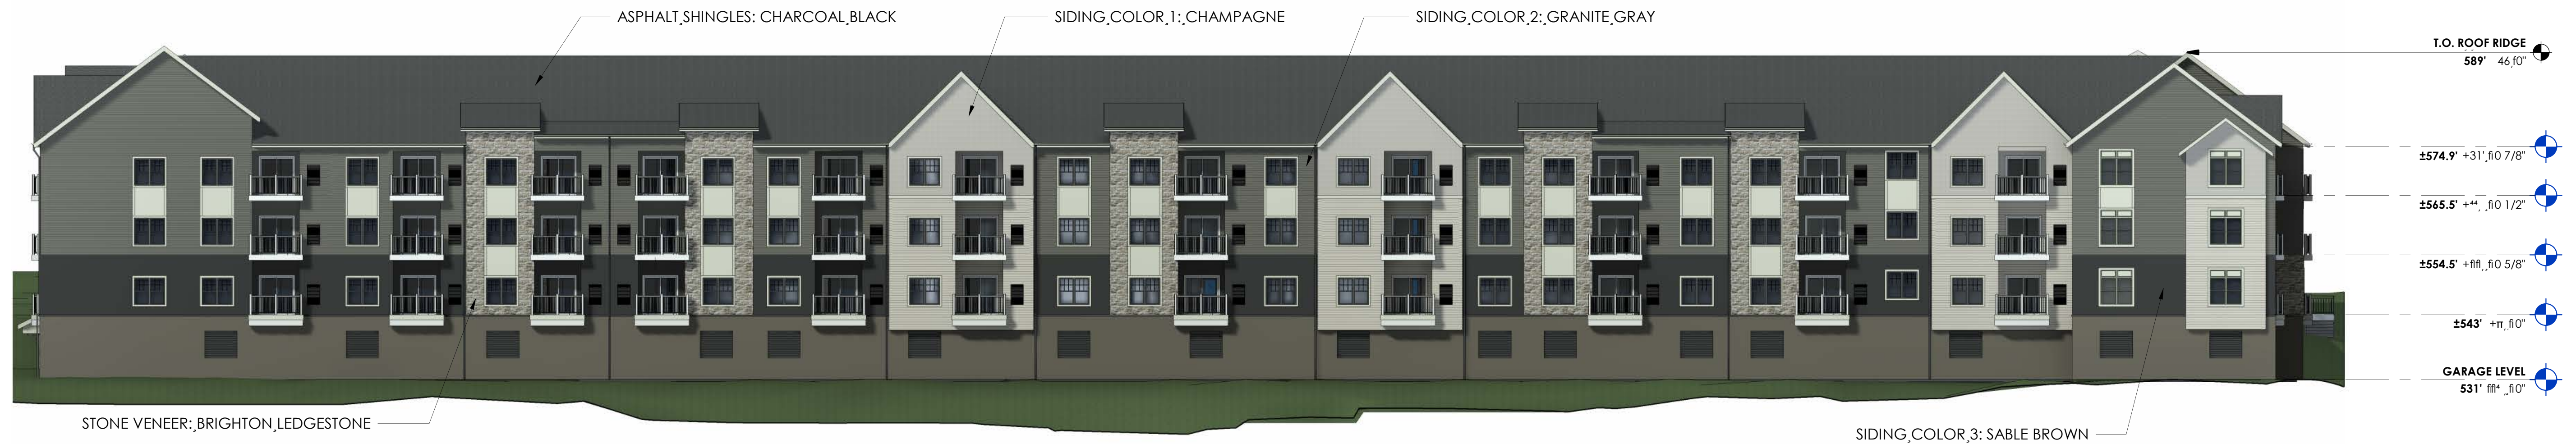 ASPHALT SHINGLES: CHARCOAL BLACK
SIDING COLOR 1: CHAMPAGNE
SIDING COLOR 2: GRANITE GRAY
T.O. ROOF RIDGE
589'
±574.9' +31'
±565.5'
±554.5'
±543'
GARAGE LEVEL
531'
STONE VENEER: BRIGHTON LEDGESTONE
SIDING COLOR 3: SABLE BROWN